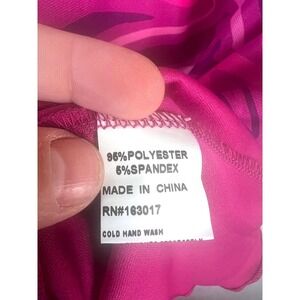 95%POLYESTER
5%SPANDEX
MADE IN CHINA
RN#163017
COLD HAND WASH